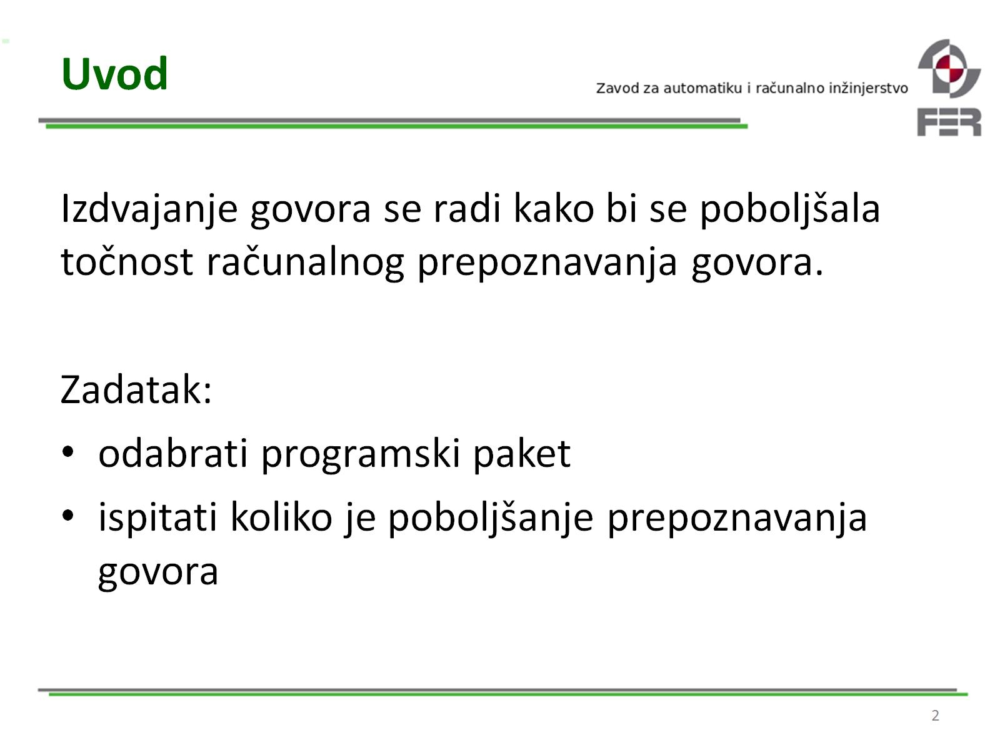 Uvod
Zavod za automatiku i računalno inžinjerstvo
FER
Izdvajanje govora se radi kako bi se poboljšala
točnost računalnog prepoznavanja govora.
Zadatak:
• odabrati programski paket
• ispitati koliko je poboljšanje prepoznavanja
govora
2